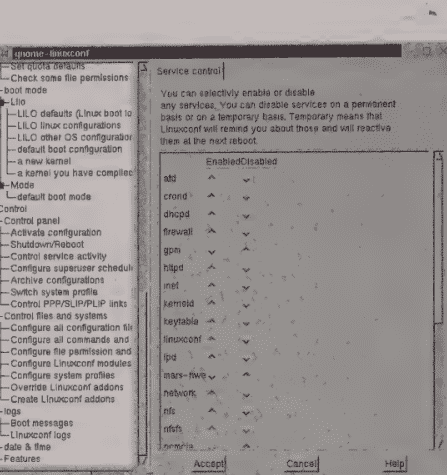 gnome-linuxconf
Set quota defaults
Check some file permissions
boot mode
Lilo
LILO defaults (Linux boot lo
LILO linux configurations
LILO other OS configuration
default boot configuration
a new kernel
a kernel you have compiled
Mode
default boot mode
Control
Control panel
Activate configuration
Shutdown/Reboot
Control service activity
Configure superuser schedul
Archive configurations
Switch system profile
Control PPP/SLIP/PLIP links
Control files and systems
Configure all configuration file
Configure all commands and
Configure file permission and
Configure Linuxconf modules
Configure system profiles
Override Linuxconf addons
Create Linuxconf addons
logs
Boot messages
Linuxconf logs
date & time
Features
Service control
You can selectivly enable or disable
any services. You can disable services on a permanent
basis or on a temporary basis. Temporary means that
Linuxconf will remind you about those and will reactive
them at the next reboot.
EnabledDisabled
atd
crond
dhcpd
firewall
gpm
httpd
inet
kerneld
keytable
linuxconf
lpd
mars-nwe
network
nfs
nfsfs
pcmcia
Accept
Cancel
Help